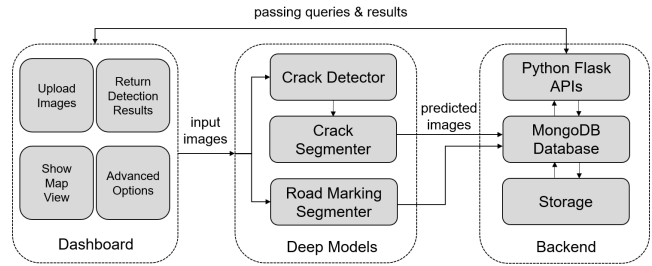 passing queries & results
Upload
Images
Return
Detection
Results
Show
Map
View
Advanced
Options
Dashboard
input
images
Crack Detector
Crack
Segmenter
Road Marking
Segmenter
Deep Models
predicted
images
Python Flask
APIs
MongoDB
Database
Storage
Backend